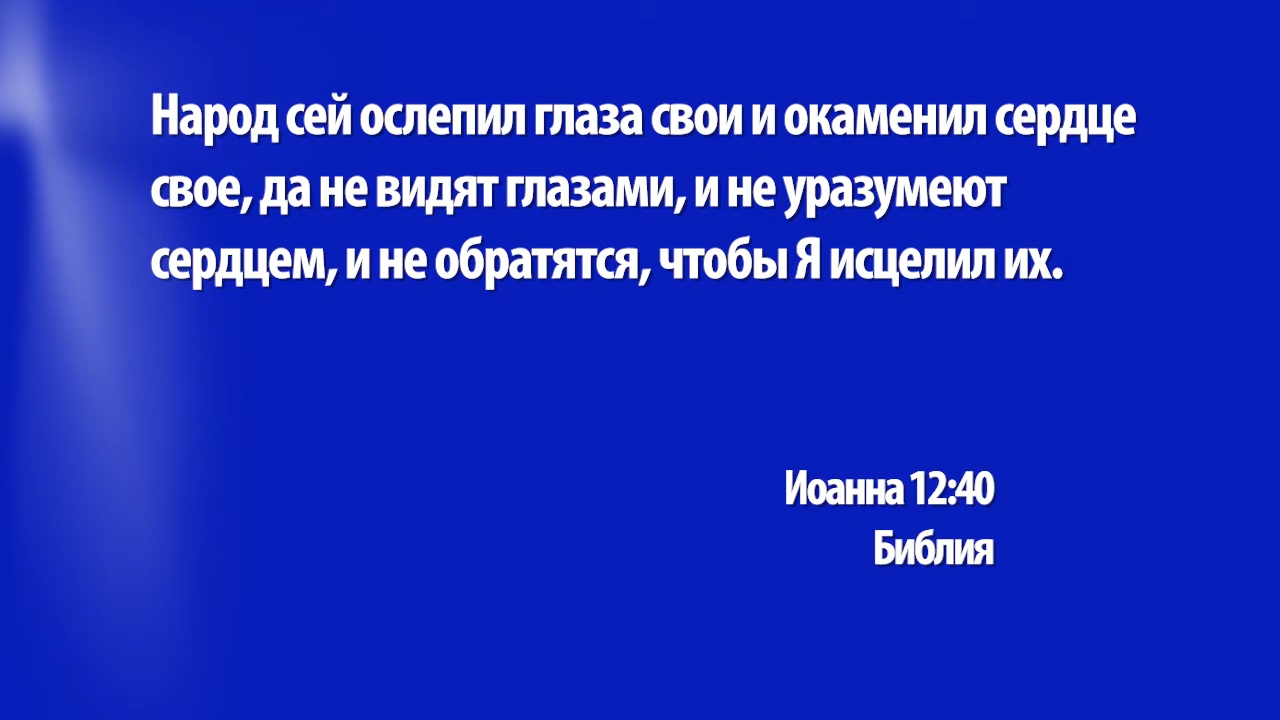 Народ сей ослепил глаза свои и окаменил сердце
свое, да не видят глазами, и не уразумеют
сердцем, и не обратятся, чтобы Я исцелил их.
Иоанна 12:40
Библия